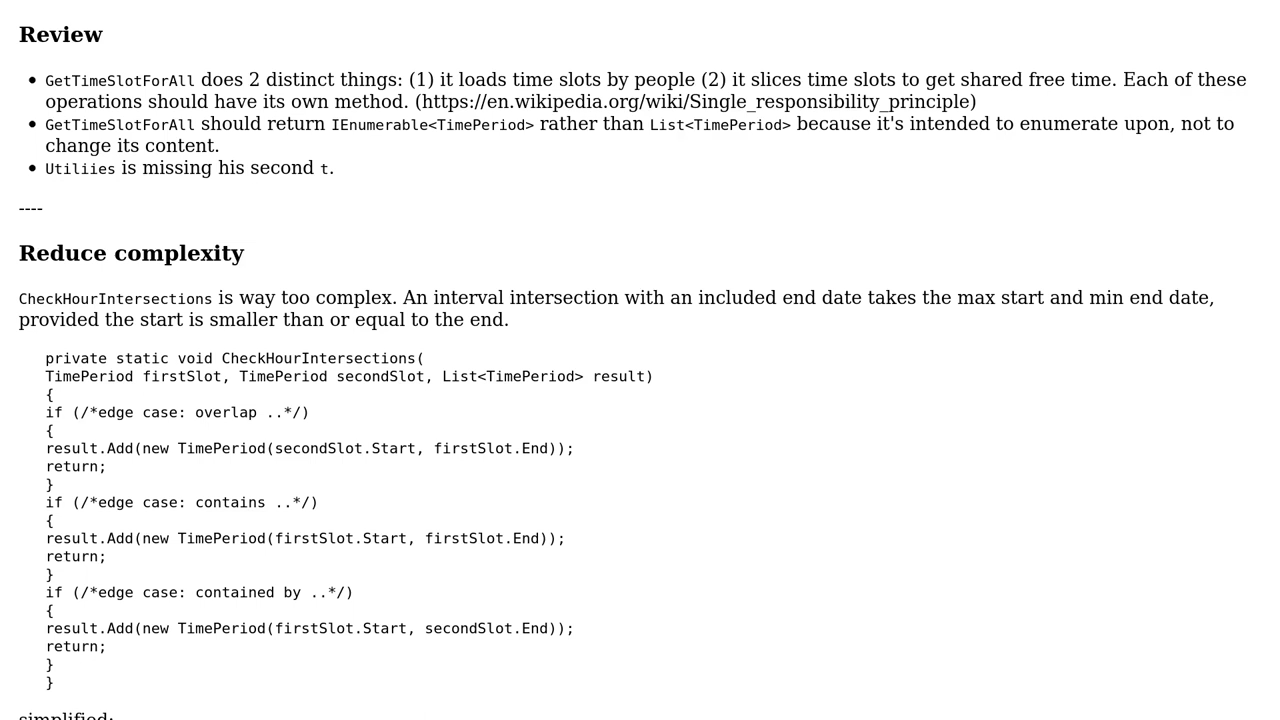 Review
• GetTimeSlotForAll does 2 distinct things: (1) it loads time slots by people (2) it slices time slots to get shared free time. Each of these
operations should have its own method. (https://en.wikipedia.org/wiki/Single_responsibility_principle)
• GetTimeSlotForAll should return IEnumerable<TimePeriod> rather than List<TimePeriod> because it's intended to enumerate upon, not to
change its content.
• Utiliies is missing his second t.
----
Reduce complexity
CheckHourIntersections is way too complex. An interval intersection with an included end date takes the max start and min end date,
provided the start is smaller than or equal to the end.
private static void CheckHourIntersections(
TimePeriod firstSlot, TimePeriod secondSlot, List<TimePeriod> result)
{
if (/*edge case: overlap ..*/)
{
result.Add(new TimePeriod(secondSlot.Start, firstSlot.End));
return;
}
if (/*edge case: contains ..*/)
{
result.Add(new TimePeriod(firstSlot.Start, firstSlot.End));
return;
}
if (/*edge case: contained by ..*/)
{
result.Add(new TimePeriod(firstSlot.Start, secondSlot.End));
return;
}
}
simplified: